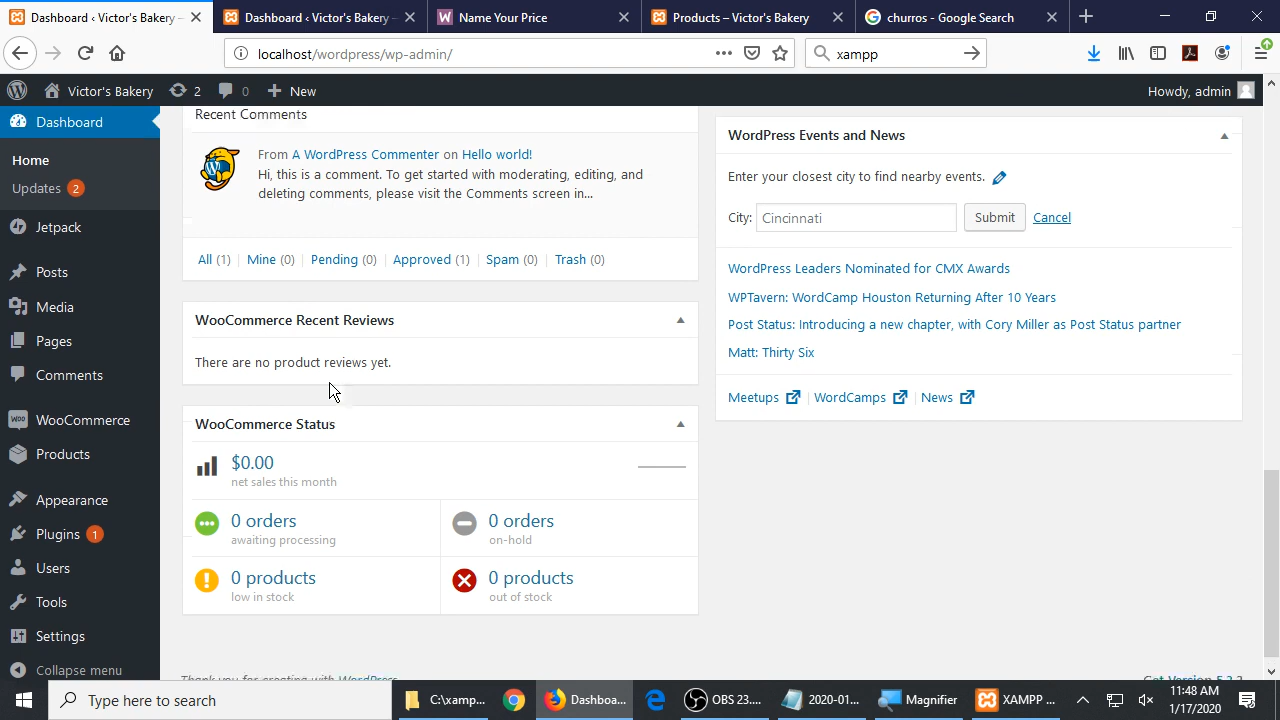 Dashboard ‹ Victor's Bakery –
Dashboard ‹ Victor's Bakery –
Name Your Price
Products – Victor's Bakery
churros - Google Search
localhost/wordpress/wp-admin/
xampp
Victor's Bakery
2
0
New
Howdy, admin
Dashboard
Home
Updates 2
Jetpack
Posts
Media
Pages
Comments
WooCommerce
Products
Appearance
Plugins 1
Users
Tools
Settings
Collapse menu
Recent Comments
From A WordPress Commenter on Hello world!
Hi, this is a comment. To get started with moderating, editing, and
deleting comments, please visit the Comments screen in...
All (1) | Mine (0) | Pending (0) | Approved (1) | Spam (0) | Trash (0)
WooCommerce Recent Reviews
There are no product reviews yet.
WooCommerce Status
$0.00
net sales this month
0 orders
awaiting processing
0 orders
on-hold
0 products
low in stock
0 products
out of stock
WordPress Events and News
Enter your closest city to find nearby events.
City: Cincinnati Submit Cancel
WordPress Leaders Nominated for CMX Awards
WPTavern: WordCamp Houston Returning After 10 Years
Post Status: Introducing a new chapter, with Cory Miller as Post Status partner
Matt: Thirty Six
Meetups | WordCamps | News
Thank you for creating with WordPress
Type here to search
C:\xamp...
Dashboa...
OBS 23....
2020-01...
Magnifier
XAMPP ...
11:48 AM
1/17/2020